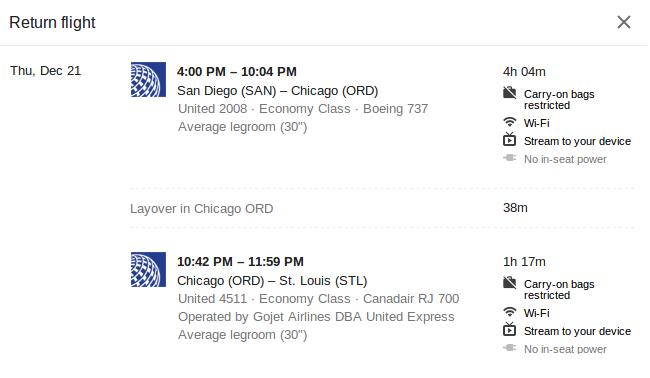 Return flight
Thu, Dec 21
4:00 PM – 10:04 PM
4h 04m
San Diego (SAN) – Chicago (ORD)
United 2008 · Economy Class · Boeing 737
Average legroom (30")
Carry-on bags
restricted
Wi-Fi
Stream to your device
No in-seat power
Layover in Chicago ORD
38m
10:42 PM – 11:59 PM
1h 17m
Chicago (ORD) – St. Louis (STL)
United 4511 · Economy Class · Canadair RJ 700
Operated by Gojet Airlines DBA United Express
Average legroom (30")
Carry-on bags
restricted
Wi-Fi
Stream to your device
No in-seat power